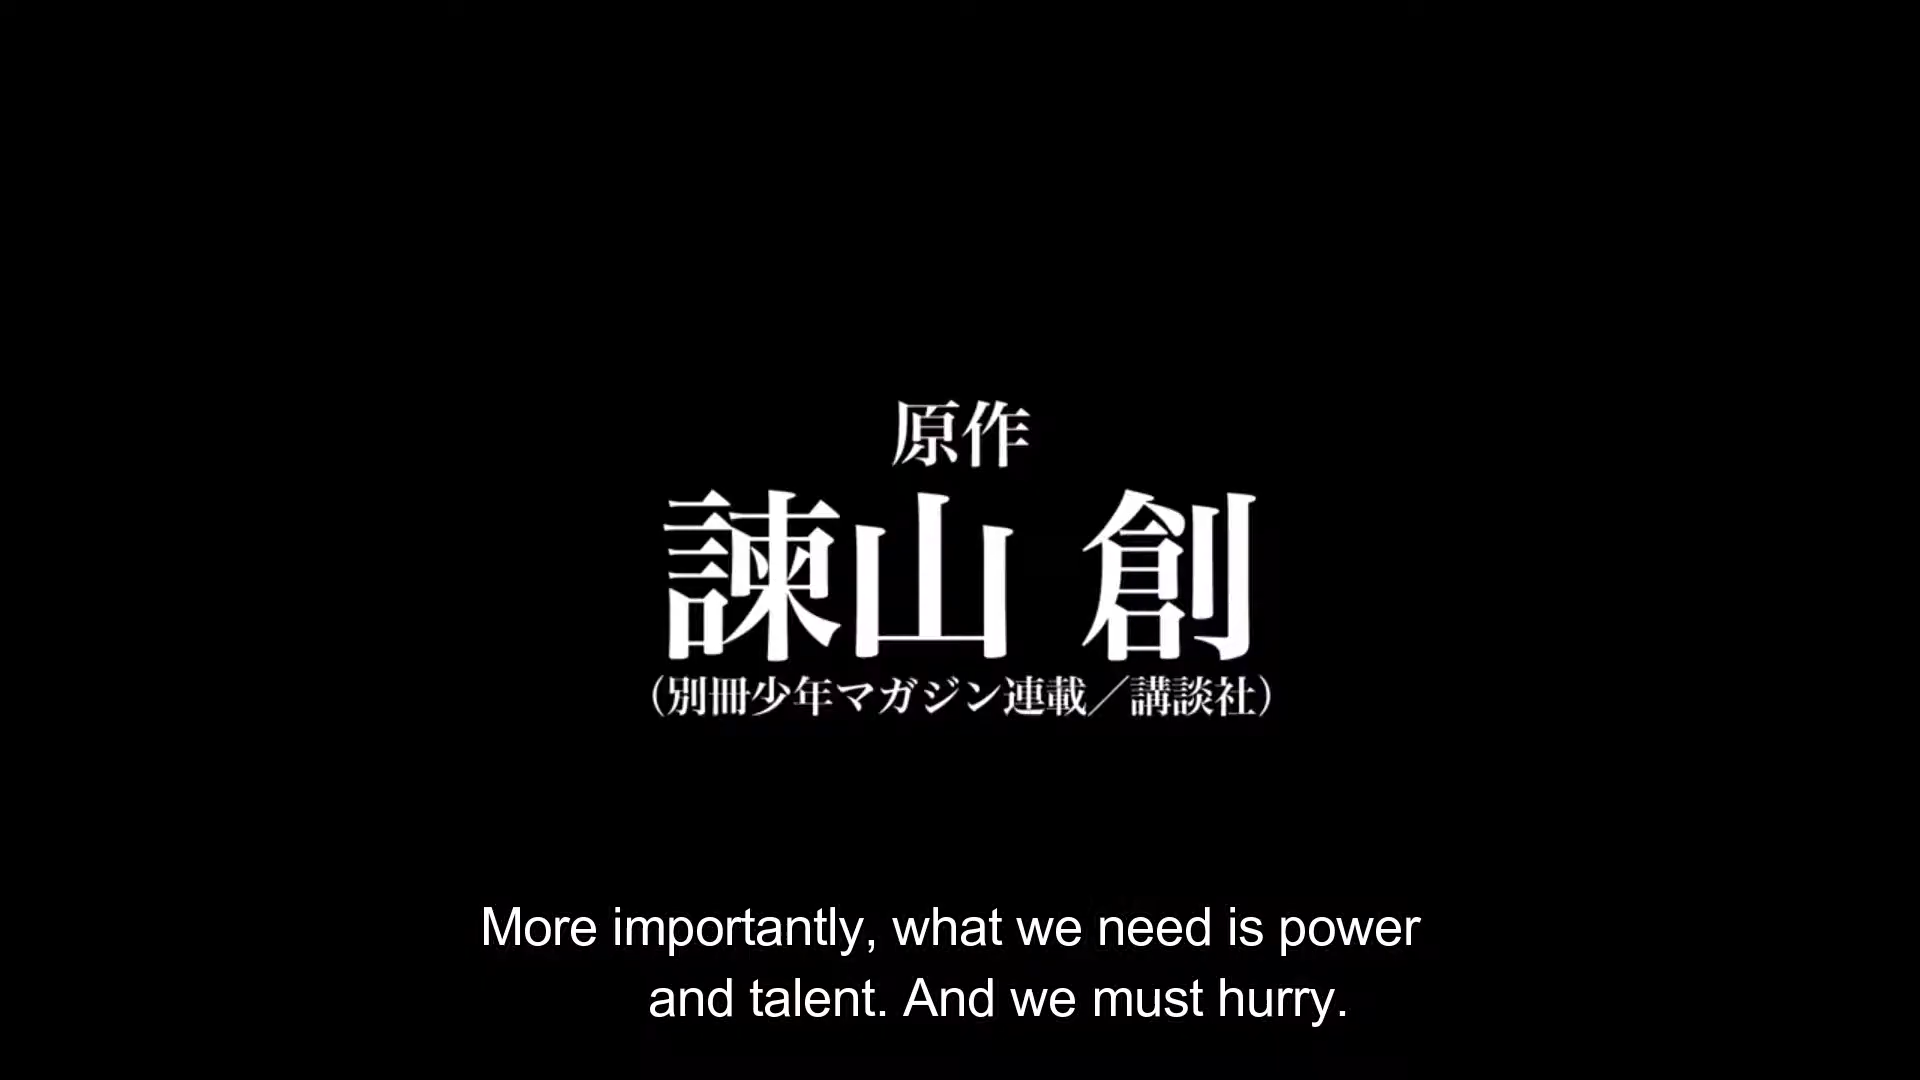 原作
諫山 創
(別冊少年マガジン連載／講談社)
More importantly, what we need is power
and talent. And we must hurry.